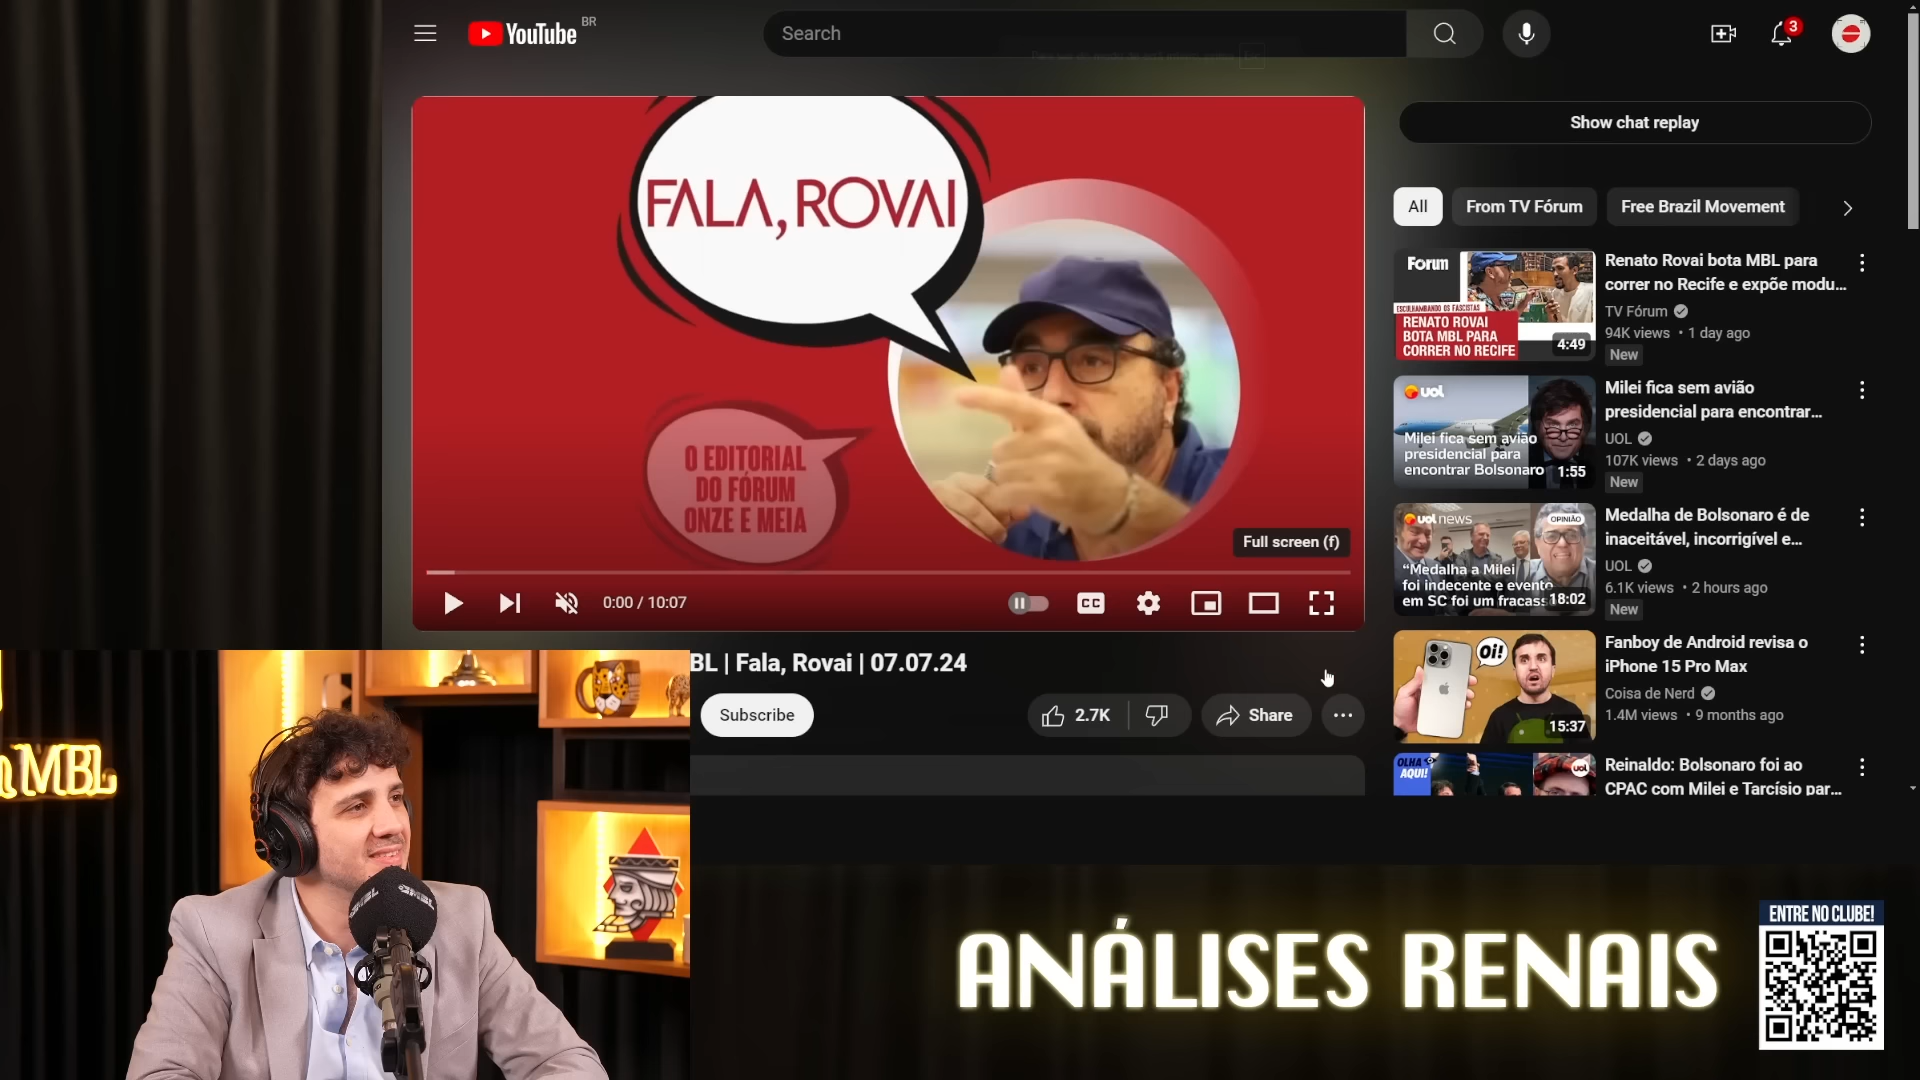 YouTube BR
Search
3
FALA, ROVAI
O EDITORIAL
DO FÓRUM
ONZE E MEIA
Full screen (f)
0:00 / 10:07
CC
BL | Fala, Rovai | 07.07.24
Subscribe
2.7K
Share
Show chat replay
All
From TV Fórum
Free Brazil Movement
Forum
ESCULHAMBANDO OS FASCISTAS
RENATO ROVAI
BOTA MBL PARA
CORRER NO RECIFE
4:49
Renato Rovai bota MBL para
correr no Recife e expõe modu...
TV Fórum
94K views • 1 day ago
New
uol
Milei fica sem avião
presidencial para
encontrar Bolsonaro
1:55
Milei fica sem avião
presidencial para encontrar...
UOL
107K views • 2 days ago
New
uol news
OPINIÃO
“Medalha a Milei
foi indecente e evento
em SC foi um fracass
18:02
Medalha de Bolsonaro é de
inaceitável, incorrigível e...
UOL
6.1K views • 2 hours ago
New
Oi!
15:37
Fanboy de Android revisa o
iPhone 15 Pro Max
Coisa de Nerd
1.4M views • 9 months ago
OLHA
AQUI!
uol
Reinaldo: Bolsonaro foi ao
CPAC com Milei e Tarcísio par...
MBL
MBL
MBL
ANÁLISES RENAIS
ENTRE NO CLUBE!